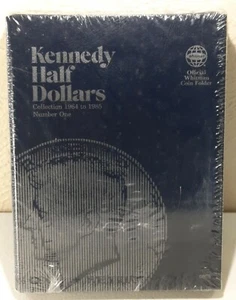 Kennedy
Half
Dollars
Collection 1964 to 1985
Number One
Official
Whitman
Coin Folder